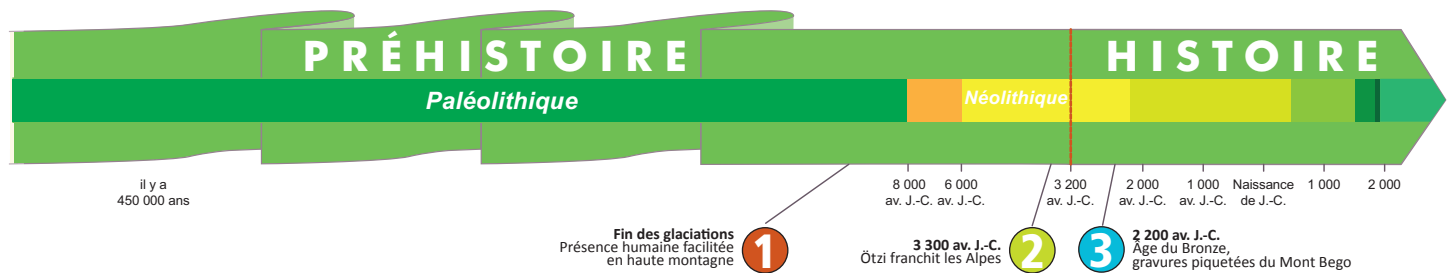 PRÉHISTOIRE
HISTOIRE
Paléolithique
Néolithique
il y a
450 000 ans
8 000
av. J.-C.
6 000
av. J.-C.
3 200
av. J.-C.
2 000
av. J.-C.
1 000
av. J.-C.
Naissance
de J.-C.
1 000
2 000
Fin des glaciations
Présence humaine facilitée
en haute montagne
1
3 300 av. J.-C.
Ötzi franchit les Alpes
2
3
2 200 av. J.-C.
Âge du Bronze,
gravures piquetées du Mont Bego